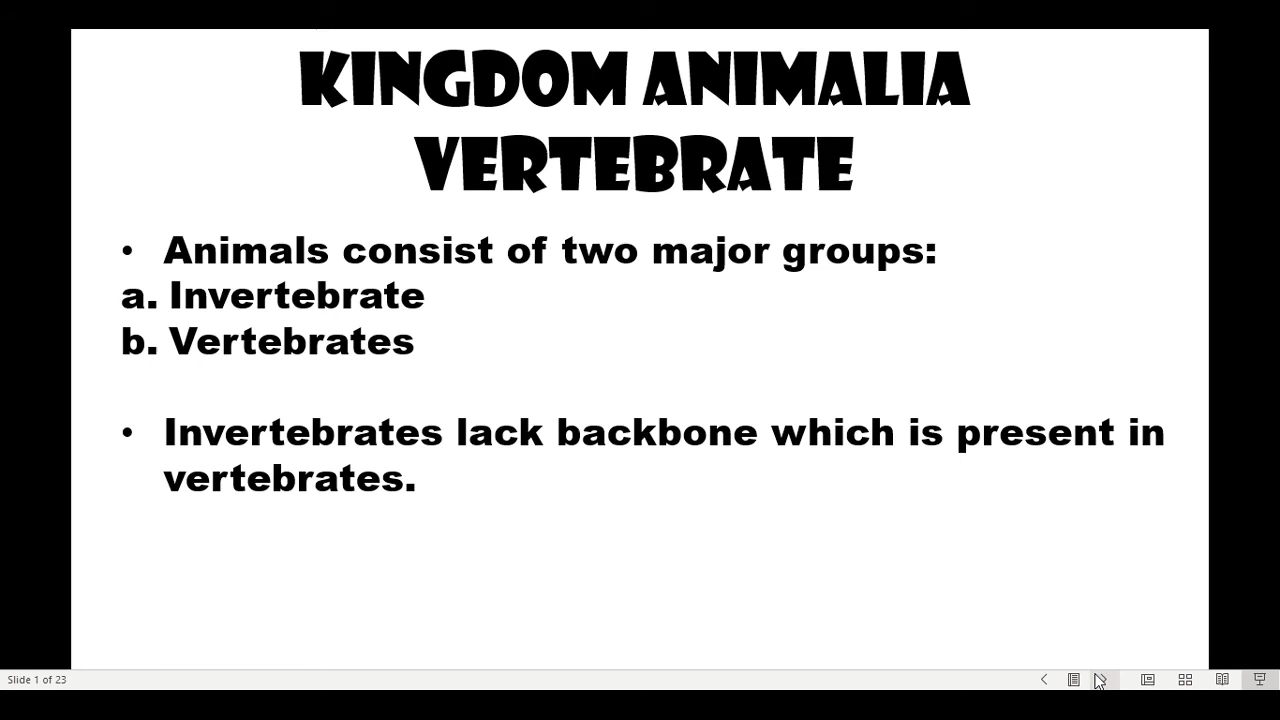 KINGDOM ANIMALIA
VERTEBRATE
• Animals consist of two major groups:
a. Invertebrate
b. Vertebrates
• Invertebrates lack backbone which is present in
vertebrates.
Slide 1 of 23